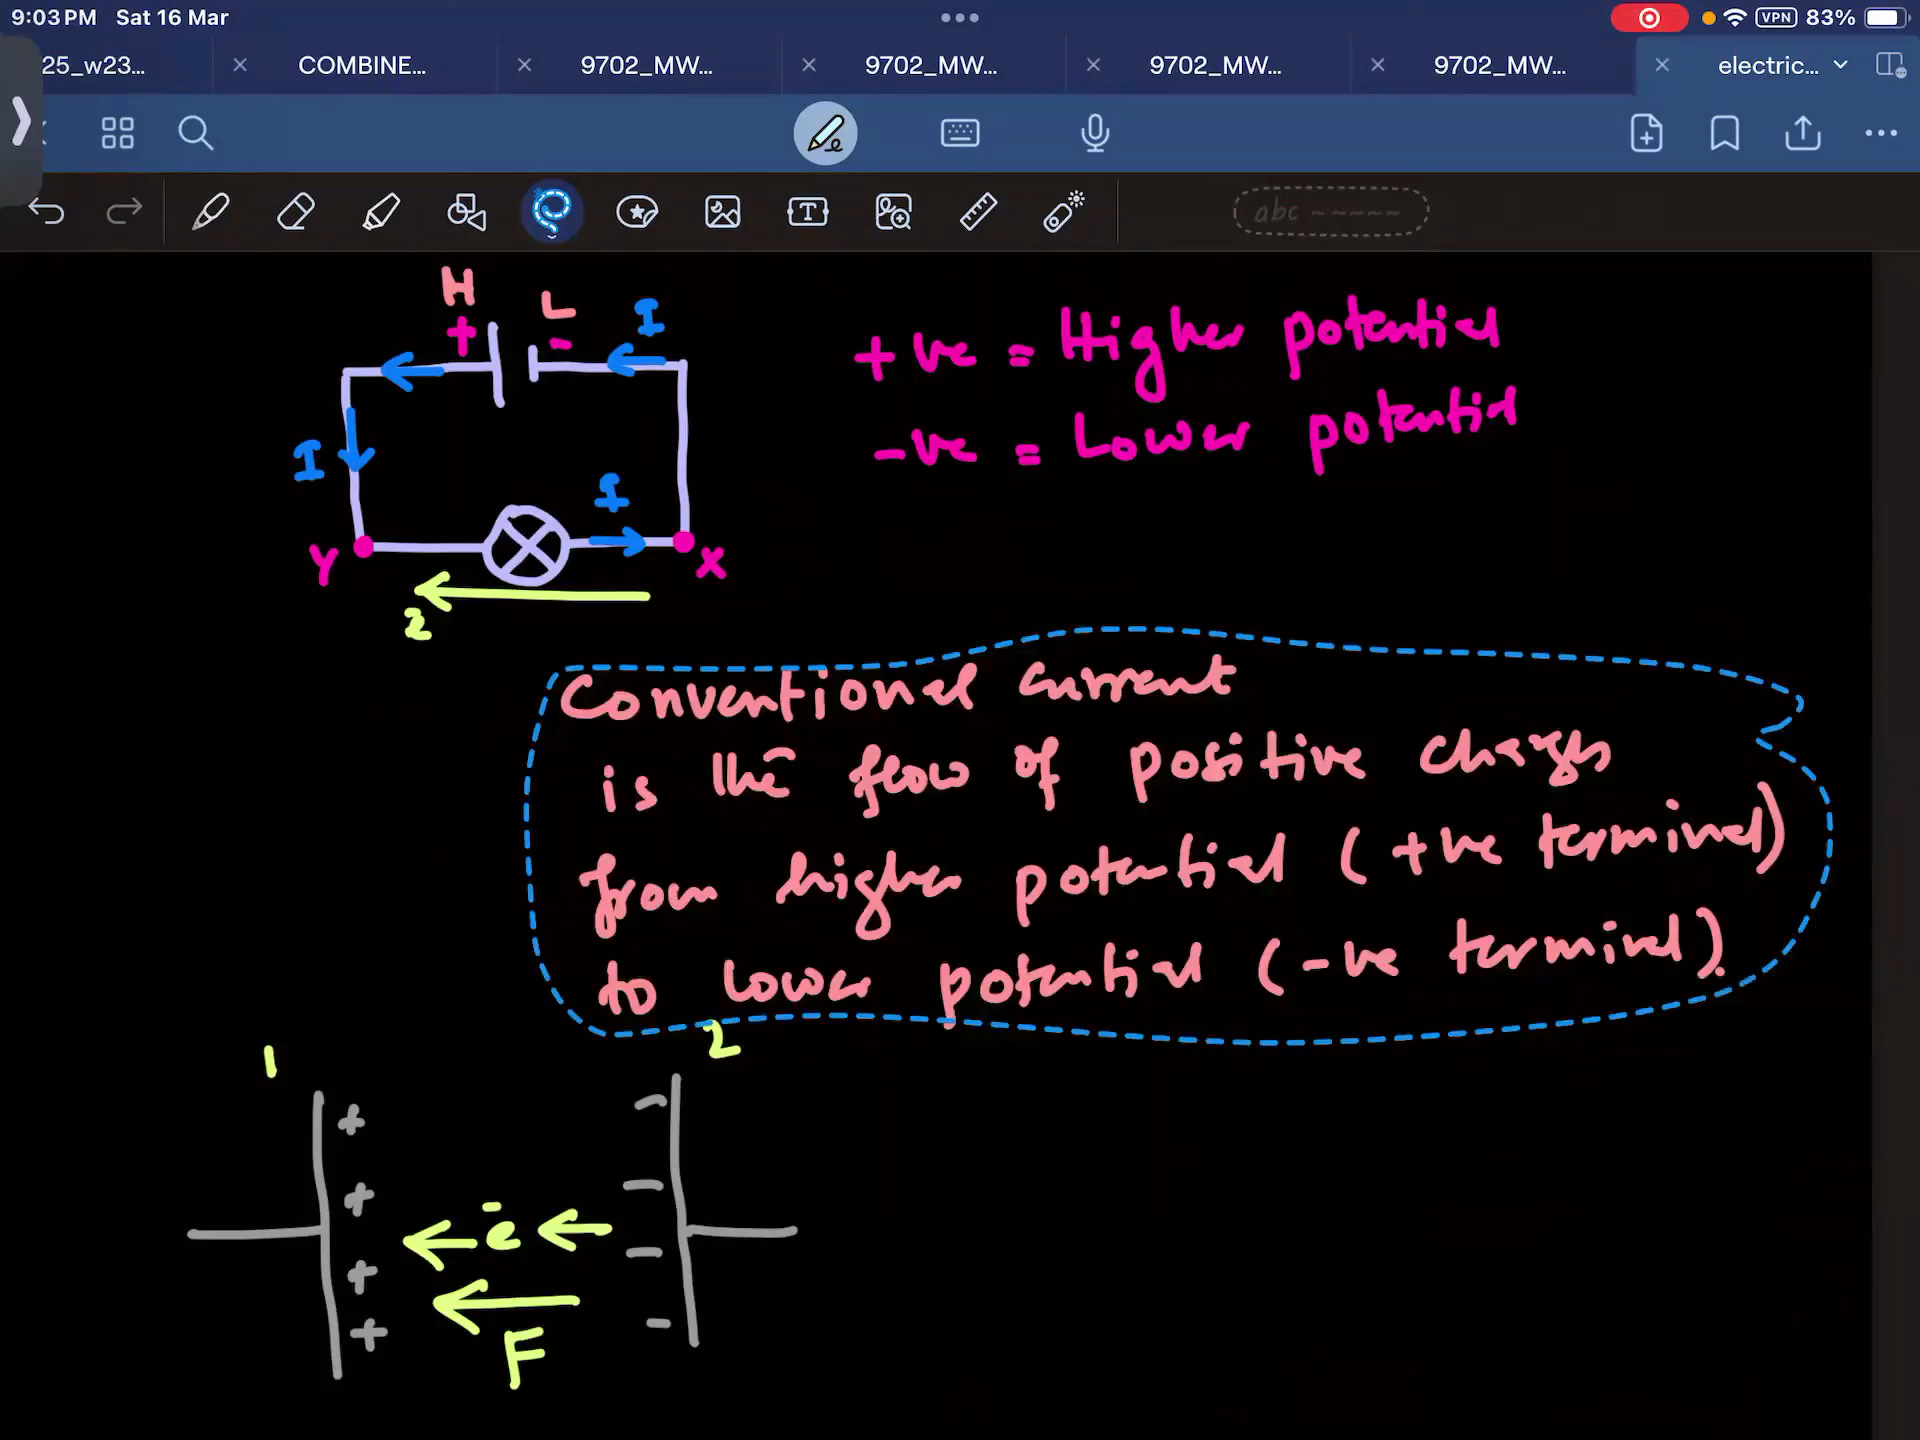 9:03 PM Sat 16 Mar
VPN 83%
25_w23...
COMBINE...
9702_MW...
9702_MW...
9702_MW...
9702_MW...
electric...
abc
H
L
+
-
I
+ve = Higher potential
-ve = Lower potential
I
I
Y
X
2
Conventional current
is the flow of positive charges
from higher potential (+ve terminal)
to lower potential (-ve terminal).
1
2
+
-
+
-
e
-
+
-
+
-
F